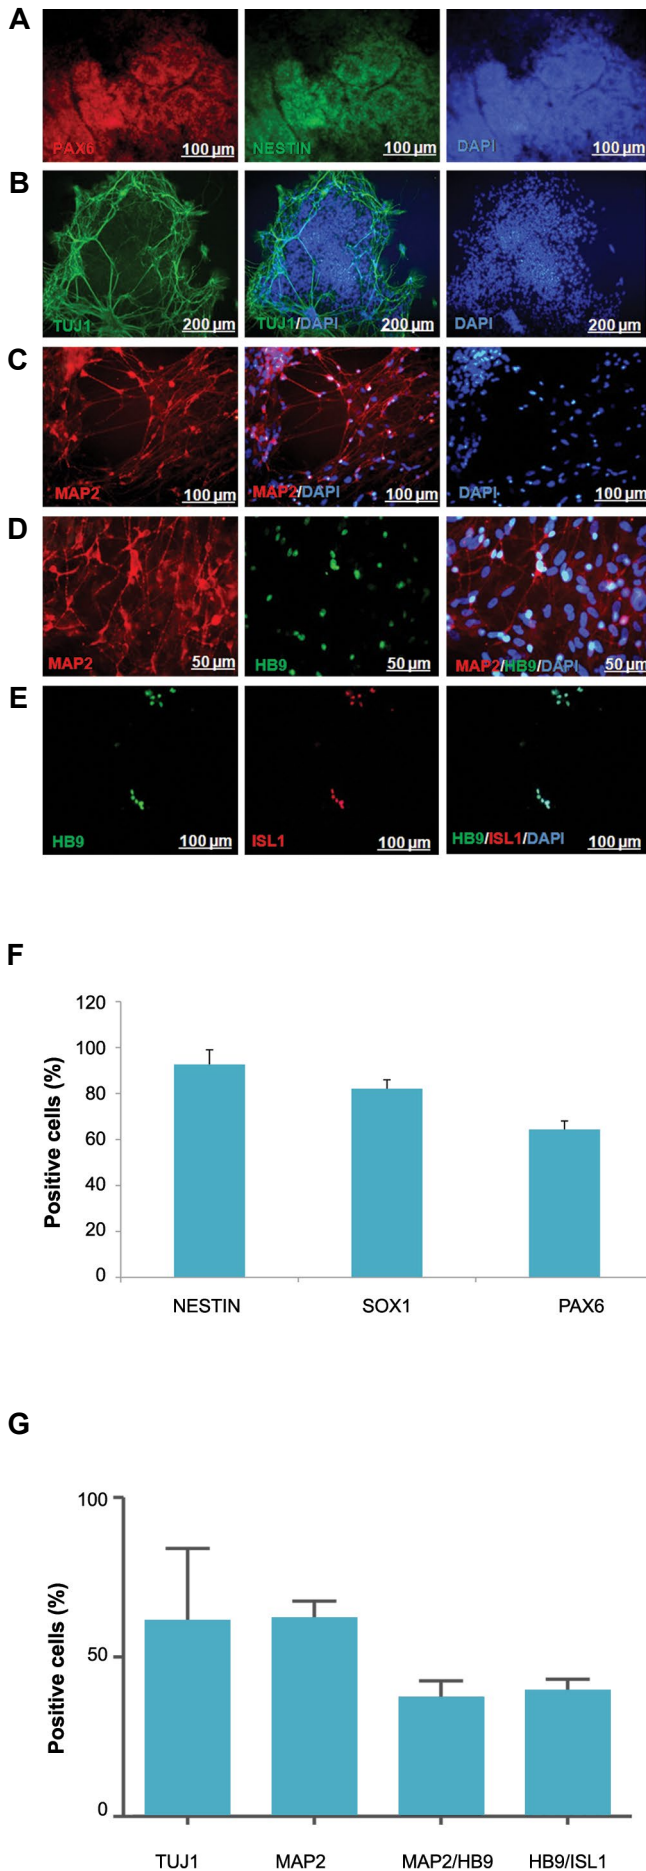 A
PAX6 100 µm NESTIN 100 µm DAPI 100 µm
B
TUJ1 200 µm TUJ1/DAPI 200 µm DAPI 200 µm
C
MAP2 100 µm MAP2/DAPI 100 µm DAPI 100 µm
D
MAP2 50 µm HB9 50 µm MAP2/HB9/DAPI 50 µm
E
HB9 100 µm ISL1 100 µm HB9/ISL1/DAPI 100 µm
F
Positive cells (%)
120
100
80
60
40
20
0
NESTIN SOX1 PAX6
G
Positive cells (%)
100
50
0
TUJ1 MAP2 MAP2/HB9 HB9/ISL1